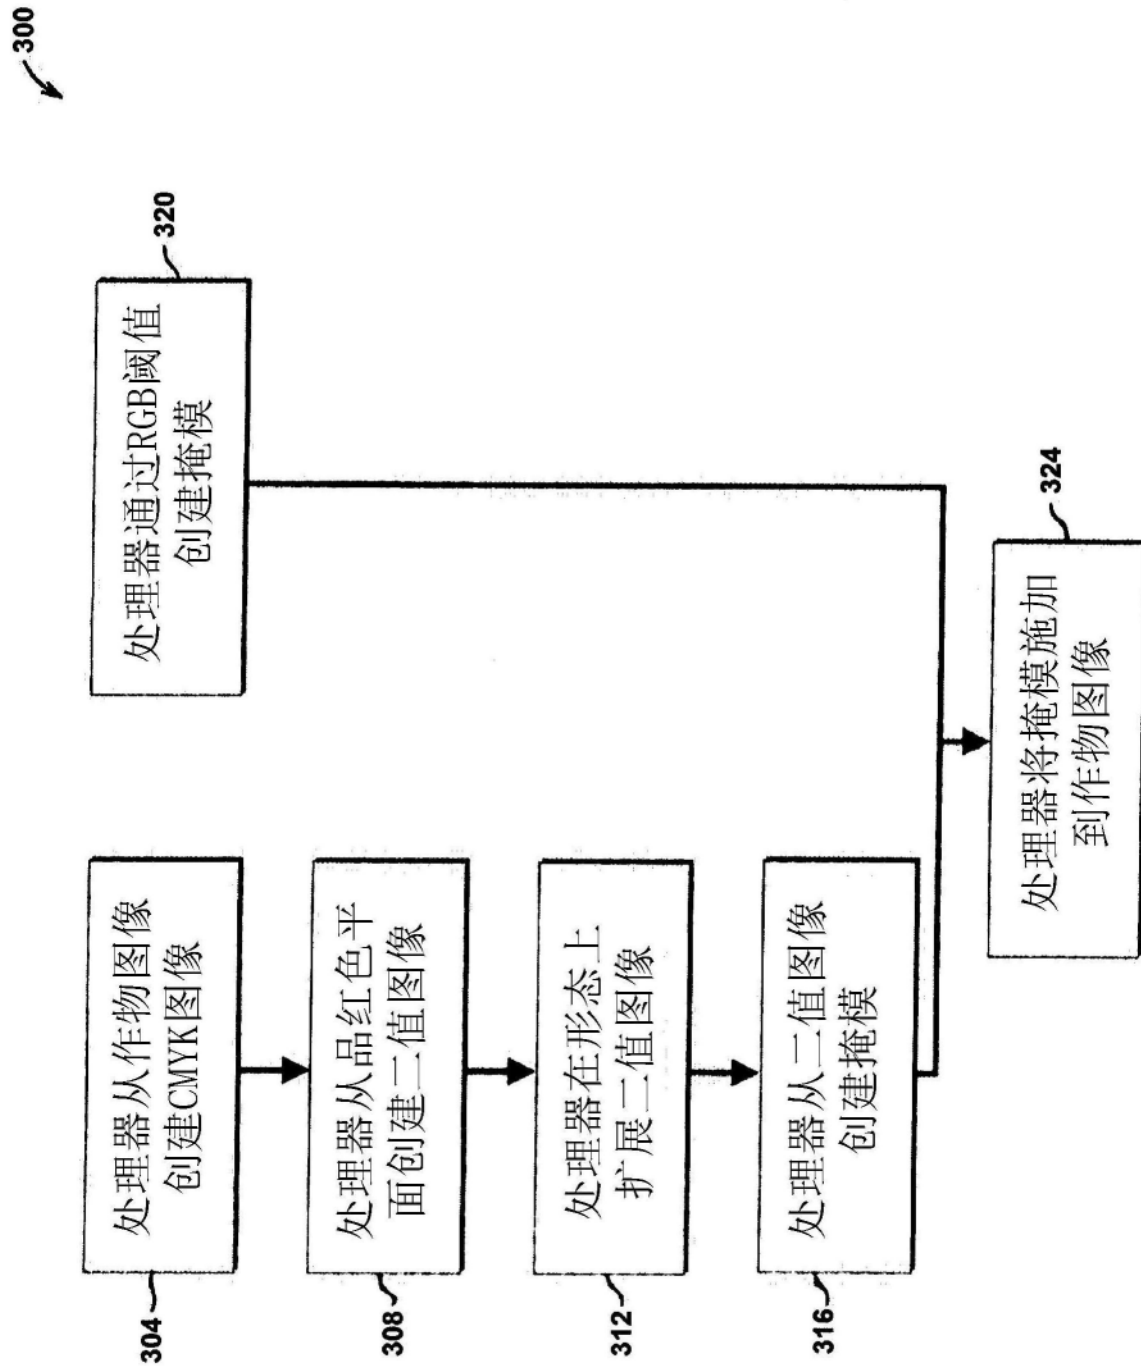 300
304
处理器从作物图像
创建CMYK图像
308
处理器从品红色平
面创建二值图像
312
处理器在形态上
扩展二值图像
316
处理器从二值图像
创建掩模
320
处理器通过RGB阈值
创建掩模
324
处理器将掩模施加
到作物图像